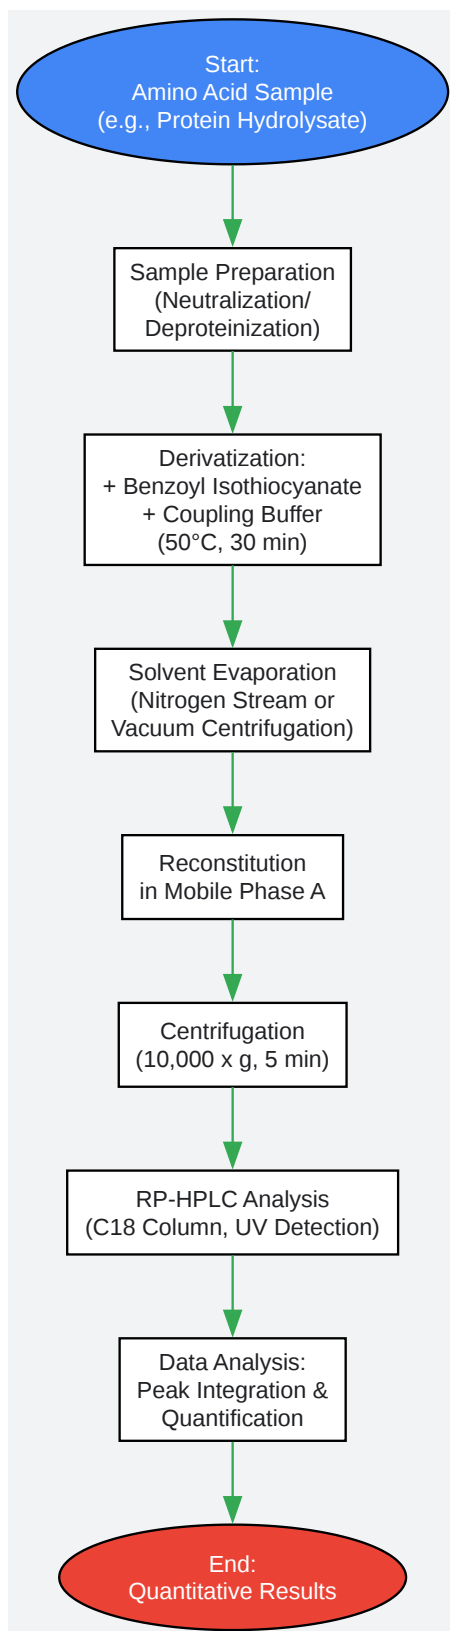 Start:
Amino Acid Sample
(e.g., Protein Hydrolysate)
Sample Preparation
(Neutralization/
Deproteinization)
Derivatization:
+ Benzoyl Isothiocyanate
+ Coupling Buffer
(50°C, 30 min)
Solvent Evaporation
(Nitrogen Stream or
Vacuum Centrifugation)
Reconstitution
in Mobile Phase A
Centrifugation
(10,000 x g, 5 min)
RP-HPLC Analysis
(C18 Column, UV Detection)
Data Analysis:
Peak Integration &
Quantification
End:
Quantitative Results